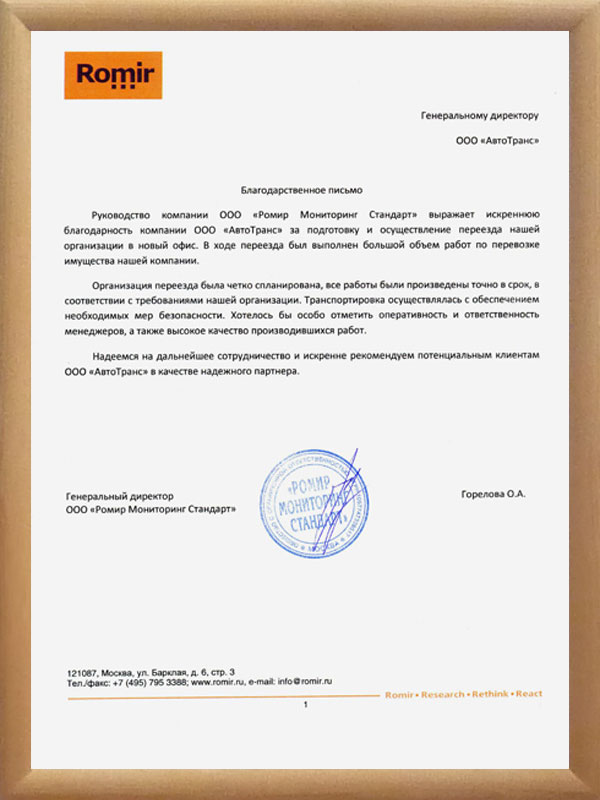 Romir
Генеральному директору
ООО «АвтоТранс»
Благодарственное письмо
Руководство компании ООО «Ромир Мониторинг Стандарт» выражает искреннюю
благодарность компании ООО «АвтоТранс» за подготовку и осуществление переезда нашей
организации в новый офис. В ходе переезда был выполнен большой объем работ по перевозке
имущества нашей компании.
Организация переезда была четко спланирована, все работы были произведены точно в срок, в
соответствии с требованиями нашей организации. Транспортировка осуществлялась с обеспечением
необходимых мер безопасности. Хотелось бы особо отметить оперативность и ответственность
менеджеров, а также высокое качество производившихся работ.
Надеемся на дальнейшее сотрудничество и искренне рекомендуем потенциальным клиентам
ООО «АвтоТранс» в качестве надежного партнера.
Генеральный директор
ООО «Ромир Мониторинг Стандарт»
«РОМИР
МОНИТОРИНГ
СТАНДАРТ»
МОСКВА
Горелова О.А.
121087, Москва, ул. Барклая, д. 6, стр. 3
Тел./факс: +7 (495) 795 3388; www.romir.ru, e-mail: info@romir.ru
Romir • Research • Rethink • React
1